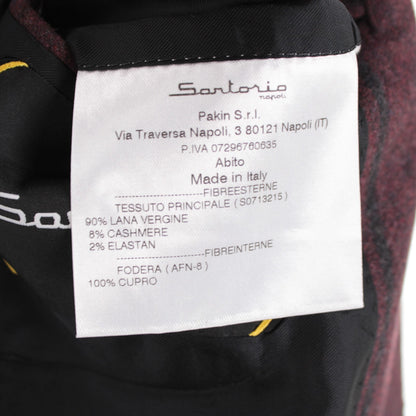 Sartorio
napoli
Pakin S.r.l.
Via Traversa Napoli, 3 80121 Napoli (IT)
P.IVA 07296760635
Abito
Made in Italy
--------------------FIBREESTERNE
TESSUTO PRINCIPALE ( S0713215 )
90% LANA VERGINE
8% CASHMERE
2% ELASTAN
--------------------FIBREINTERNE
FODERA ( AFN-8 )
100% CUPRO